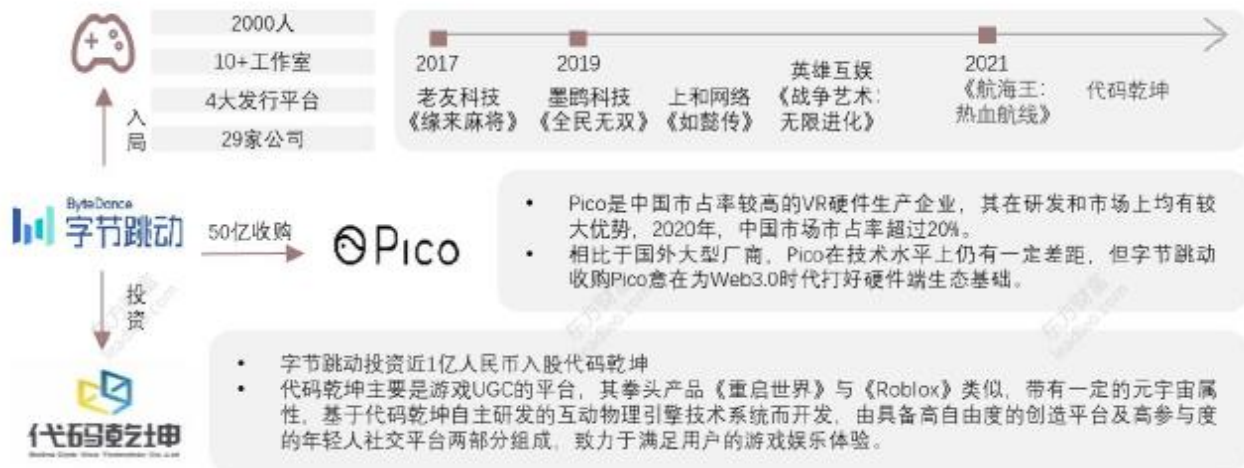 2000人
10+工作室
4大发行平台
29家公司
入局
2017
2019
2021
老友科技
《缘来麻将》
墨鹍科技
《全民无双》
上和网络
《如懿传》
英雄互娱
《战争艺术：
无限进化》
《航海王：
热血航线》
代码乾坤
ByteDance
字节跳动
50亿收购
Pico
• Pico是中国市占率较高的VR硬件生产企业，其在研发和市场上均有较
大优势，2020年，中国市场市占率超过20%。
• 相比于国外大型厂商，Pico在技术水平上仍有一定差距，但字节跳动
收购Pico意在为Web3.0时代打好硬件端生态基础。
投资
代码乾坤
• 字节跳动投资近1亿人民币入股代码乾坤
• 代码乾坤主要是游戏UGC的平台，其拳头产品《重启世界》与《Roblox》类似，带有一定的元宇宙属
性，基于代码乾坤自主研发的互动物理引擎技术系统而开发，由具备高自由度的创造平台及高参与度
的年轻人社交平台两部分组成，致力于满足用户的游戏娱乐体验。